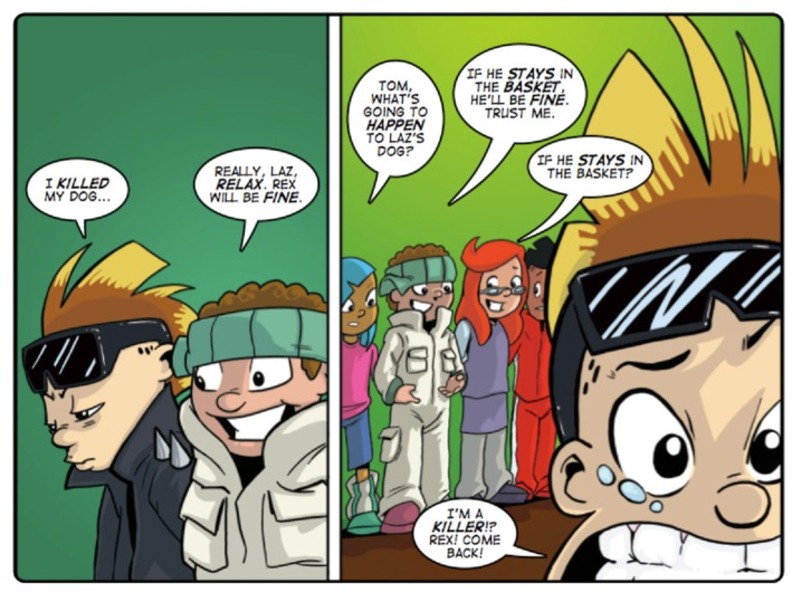 I KILLED
MY DOG...
REALLY, LAZ,
RELAX. REX
WILL BE FINE.
TOM,
WHAT'S
GOING TO
HAPPEN
TO LAZ'S
DOG?
IF HE STAYS IN
THE BASKET,
HE'LL BE FINE.
TRUST ME.
IF HE STAYS IN
THE BASKET?
I'M A
KILLER!?
REX! COME
BACK!